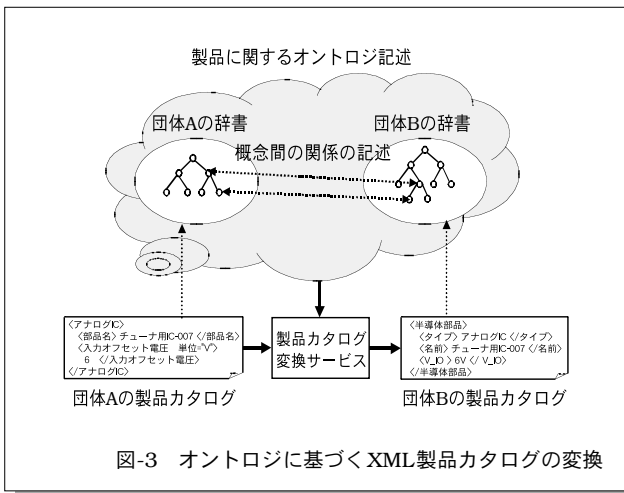 製品に関するオントロジ記述
団体Aの辞書
団体Bの辞書
概念間の関係の記述
〈アナログIC〉
〈部品名〉チューナ用IC-007〈/部品名〉
〈入力オフセット電圧　単位="V"〉
6　〈/入力オフセット電圧〉
〈/アナログIC〉
団体Aの製品カタログ
製品カタログ
変換サービス
〈半導体部品〉
〈タイプ〉アナログIC〈/タイプ〉
〈名前〉チューナ用IC-007〈/名前〉
〈V_IO〉6V〈/V_IO〉
〈/半導体部品〉
団体Bの製品カタログ
図-3　オントロジに基づくXML製品カタログの変換